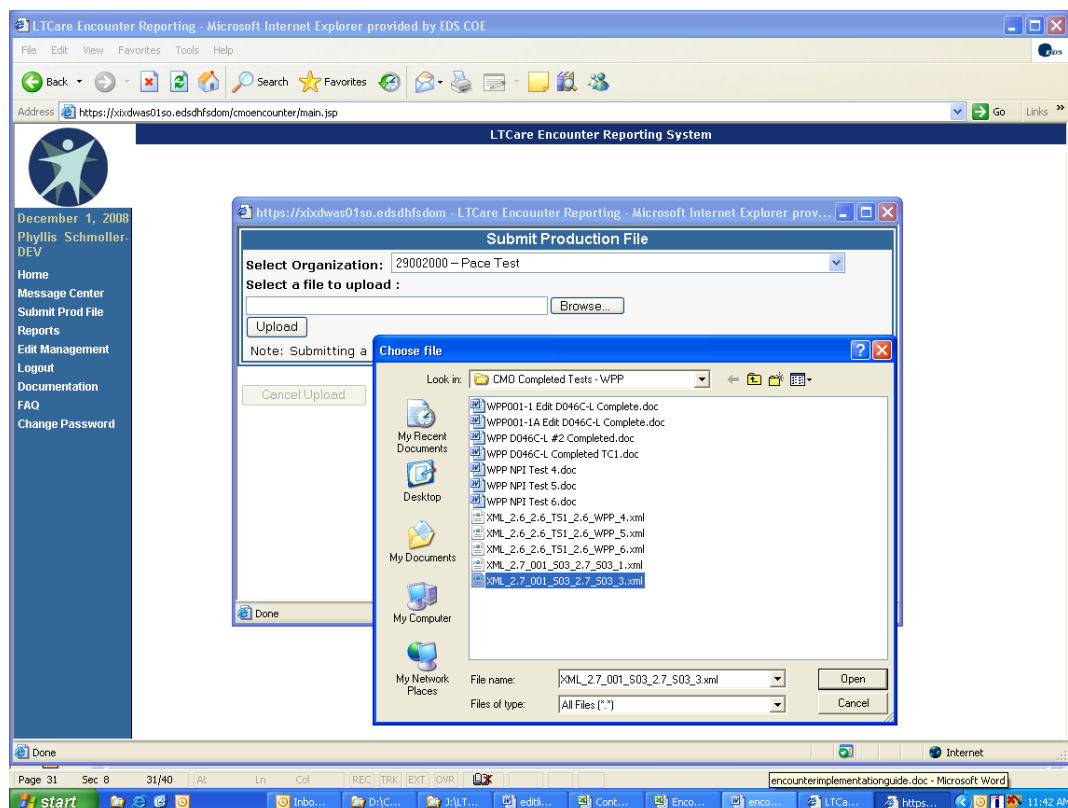 LTCare Encounter Reporting - Microsoft Internet Explorer provided by EDS COE
File Edit View Favorites Tools Help
EDS
Back Search Favorites
Address https://xixdwas01so.edsdhfsdom/cmoencounter/main.jsp Go Links »
LTCare Encounter Reporting System
December 1, 2008
Phyllis Schmoller-
DEV
Home
Message Center
Submit Prod File
Reports
Edit Management
Logout
Documentation
FAQ
Change Password
https://xixdwas01so.edsdhfsdom - LTCare Encounter Reporting - Microsoft Internet Explorer prov...
Submit Production File
Select Organization: 29002000 – Pace Test
Select a file to upload :
Browse...
Upload
Note: Submitting a
Cancel Upload
Done
Choose file
Look in: CMO Completed Tests - WPP
My Recent
Documents
Desktop
My Documents
My Computer
My Network
Places
WPP001-1 Edit D046C-L Complete.doc
WPP001-1A Edit D046C-L Complete.doc
WPP D046C-L #2 Completed.doc
WPP D046C-L Completed TC1.doc
WPP NPI Test 4.doc
WPP NPI Test 5.doc
WPP NPI Test 6.doc
XML_2.6_2.6_TS1_2.6_WPP_4.xml
XML_2.6_2.6_TS1_2.6_WPP_5.xml
XML_2.6_2.6_TS1_2.6_WPP_6.xml
XML_2.7_001_S03_2.7_S03_1.xml
XML_2.7_001_S03_2.7_S03_3.xml
File name: XML_2.7_001_S03_2.7_S03_3.xml Open
Files of type: All Files (*.*) Cancel
Done Internet
Page 31 Sec 8 31/40 At Ln Col REC TRK EXT OVR
encounterimplementationguide.doc - Microsoft Word
start Inbo... D:\C... J:\LT... editli... Cont... Enco... enco... LTCa... https... 11:42 AM